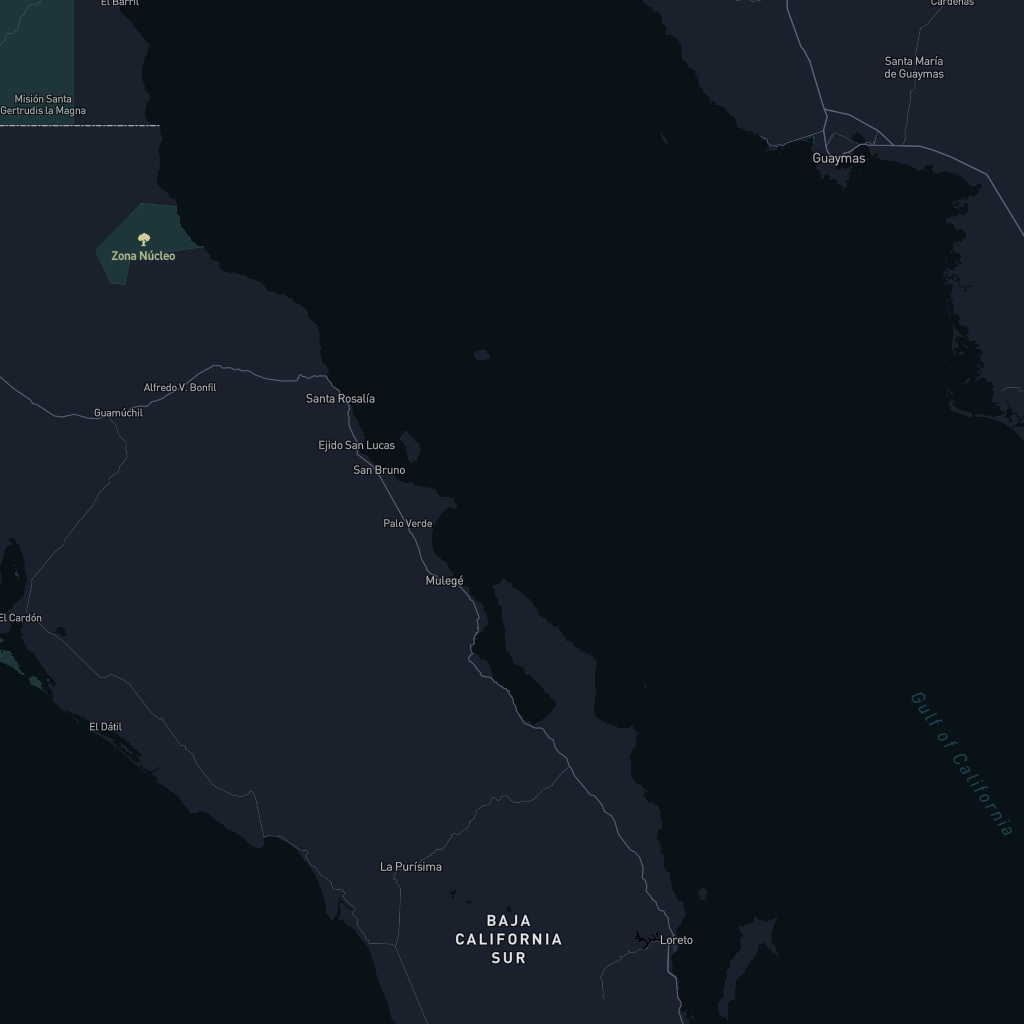 El Barril
Cárdenas
Santa María
de Guaymas
Misión Santa
Gertrudis la Magna
Guaymas
Zona Núcleo
Alfredo V. Bonfil
Santa Rosalía
Guamúchil
Ejido San Lucas
San Bruno
Palo Verde
Mulegé
El Cardón
El Dátil
Gulf of California
La Purísima
BAJA
CALIFORNIA
SUR
Loreto